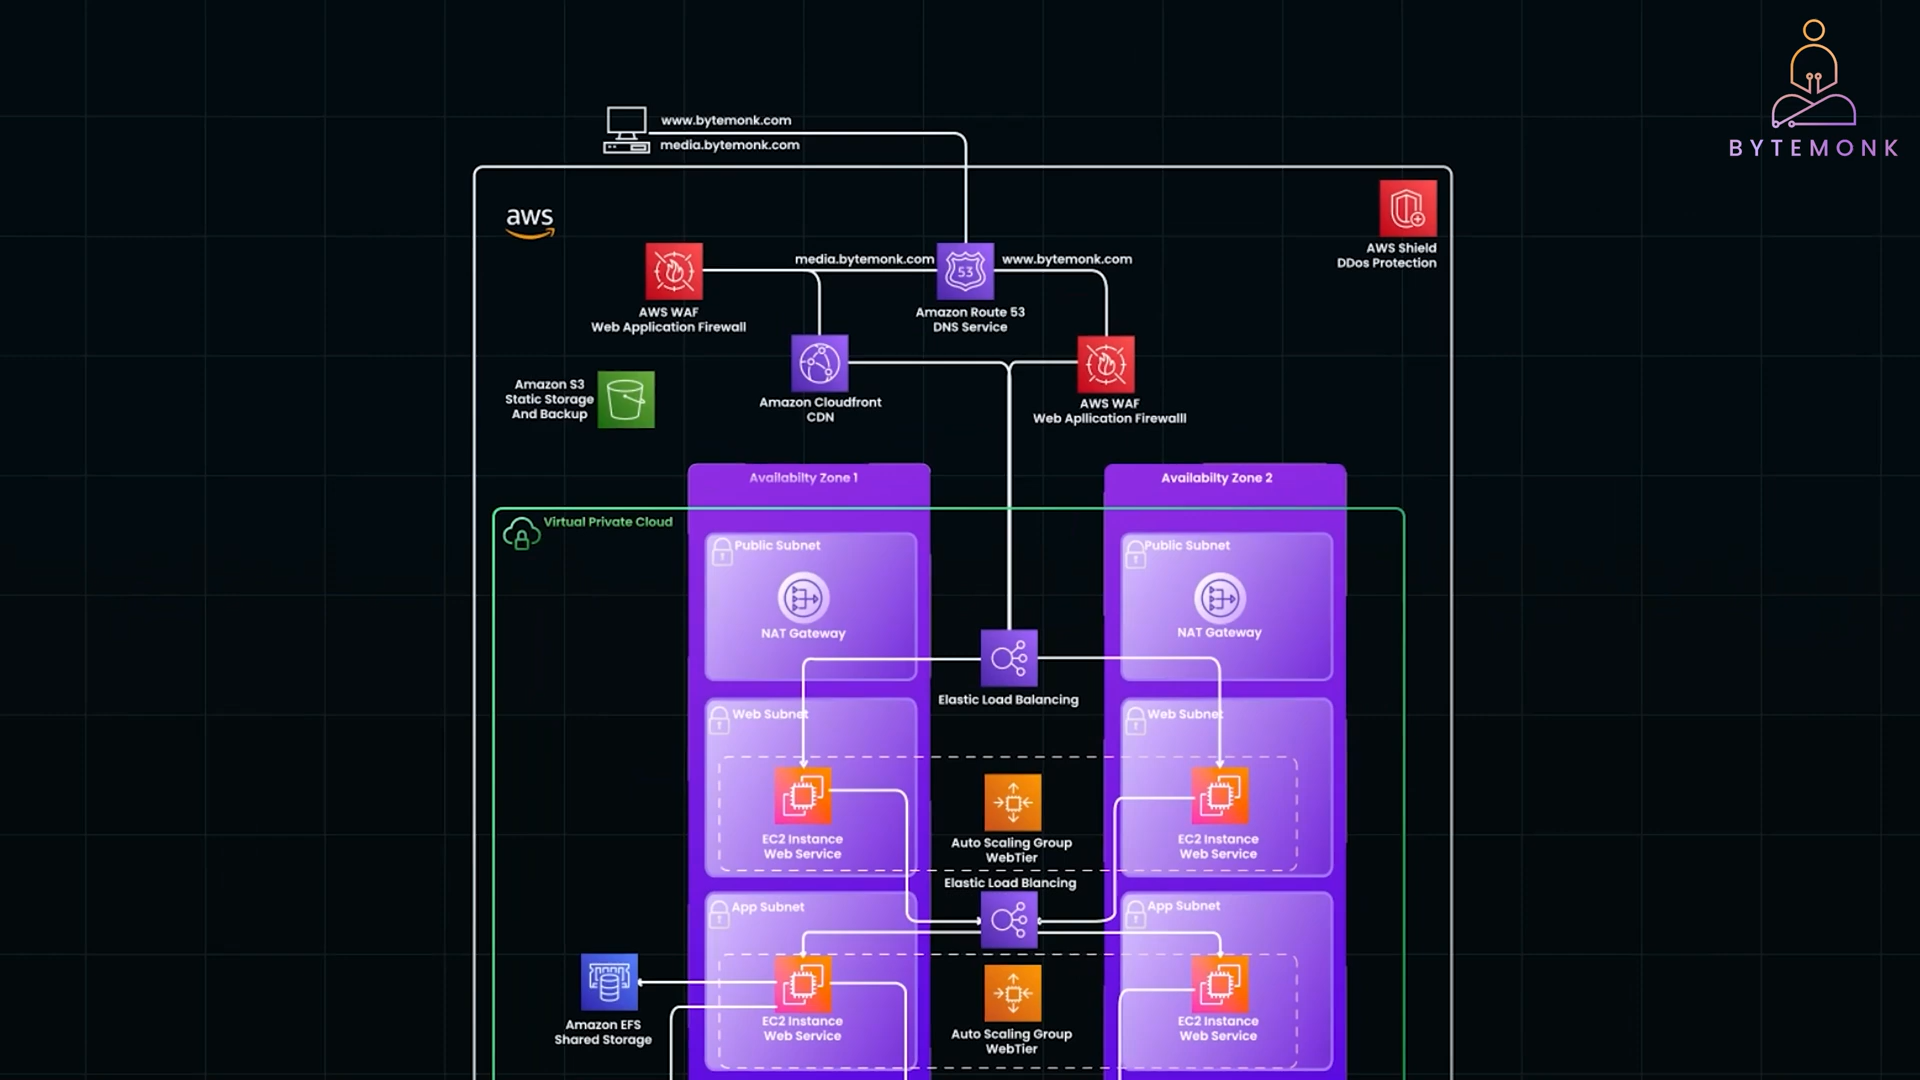 BYTEMONK
www.bytemonk.com
media.bytemonk.com
aws
AWS Shield
DDos Protection
media.bytemonk.com
53
www.bytemonk.com
AWS WAF
Web Application Firewall
Amazon Route 53
DNS Service
Amazon S3
Static Storage
And Backup
Amazon Cloudfront
CDN
AWS WAF
Web Apllication Firewalll
Availabilty Zone 1
Availabilty Zone 2
Virtual Private Cloud
Public Subnet
Public Subnet
NAT Gateway
NAT Gateway
Elastic Load Balancing
Web Subnet
Web Subnet
EC2 Instance
Web Service
Auto Scaling Group
WebTier
EC2 Instance
Web Service
Elastic Load Blancing
App Subnet
App Subnet
Amazon EFS
Shared Storage
EC2 Instance
Web Service
Auto Scaling Group
WebTier
EC2 Instance
Web Service